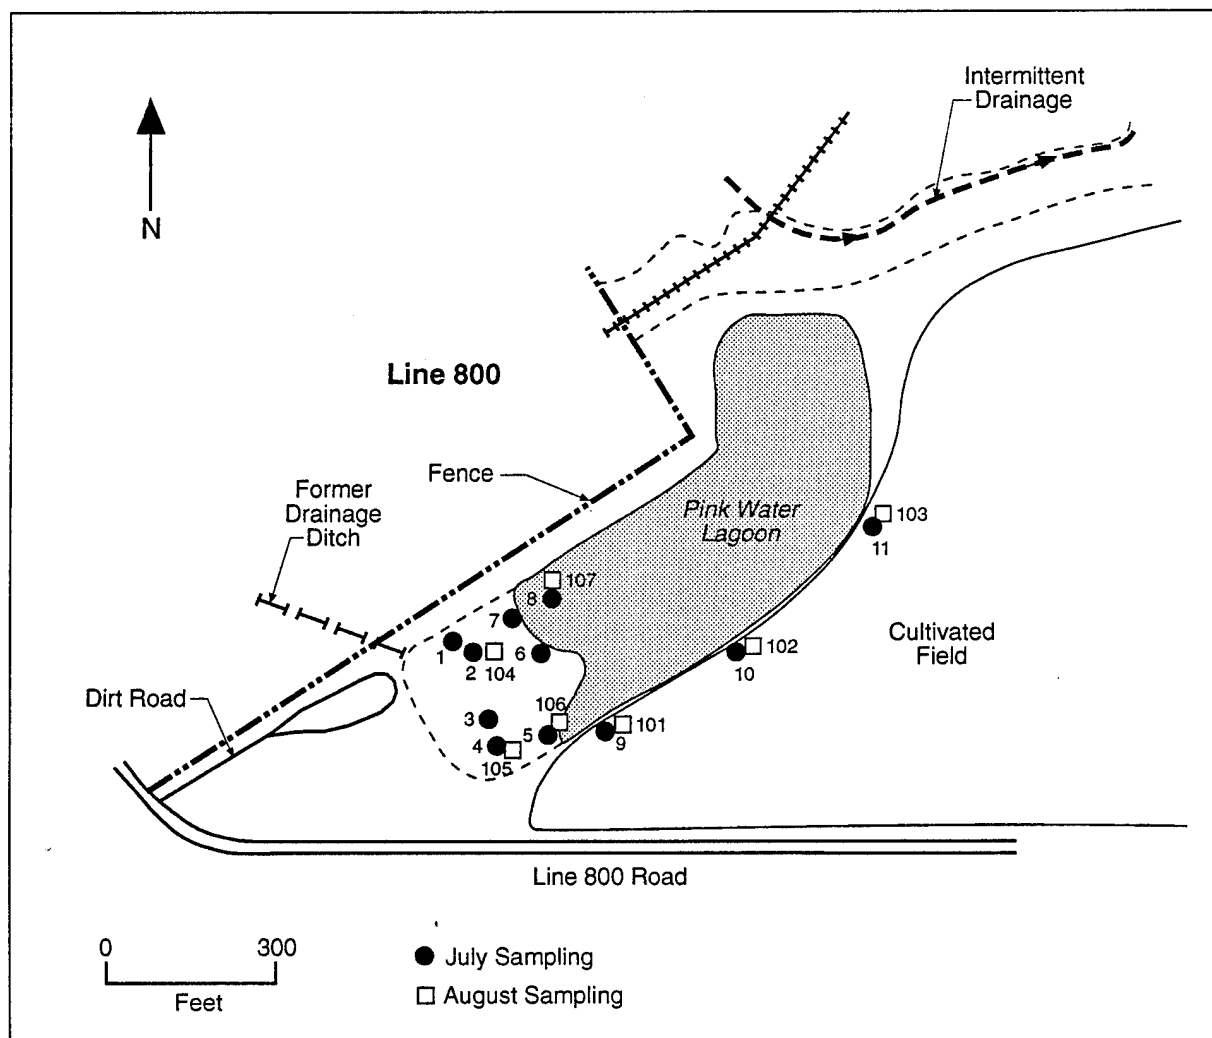 Intermittent
Drainage
N
Line 800
Fence
Former
Drainage
Ditch
Pink Water
Lagoon
103
11
107
8
7
Cultivated
Field
1
2
104
6
102
10
Dirt Road
3
106
101
4
5
9
105
Line 800 Road
0
300
Feet
July Sampling
August Sampling